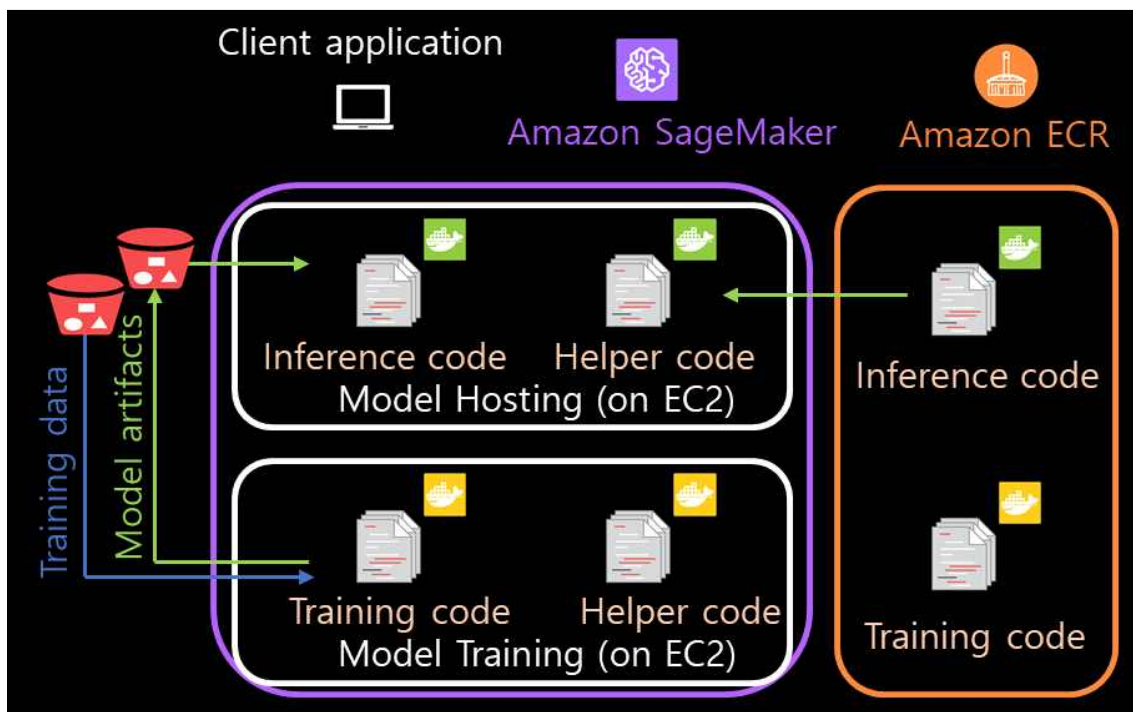 Client application
Amazon SageMaker
Amazon ECR
Training data
Model artifacts
Inference code
Helper code
Model Hosting (on EC2)
Inference code
Training code
Helper code
Model Training (on EC2)
Training code